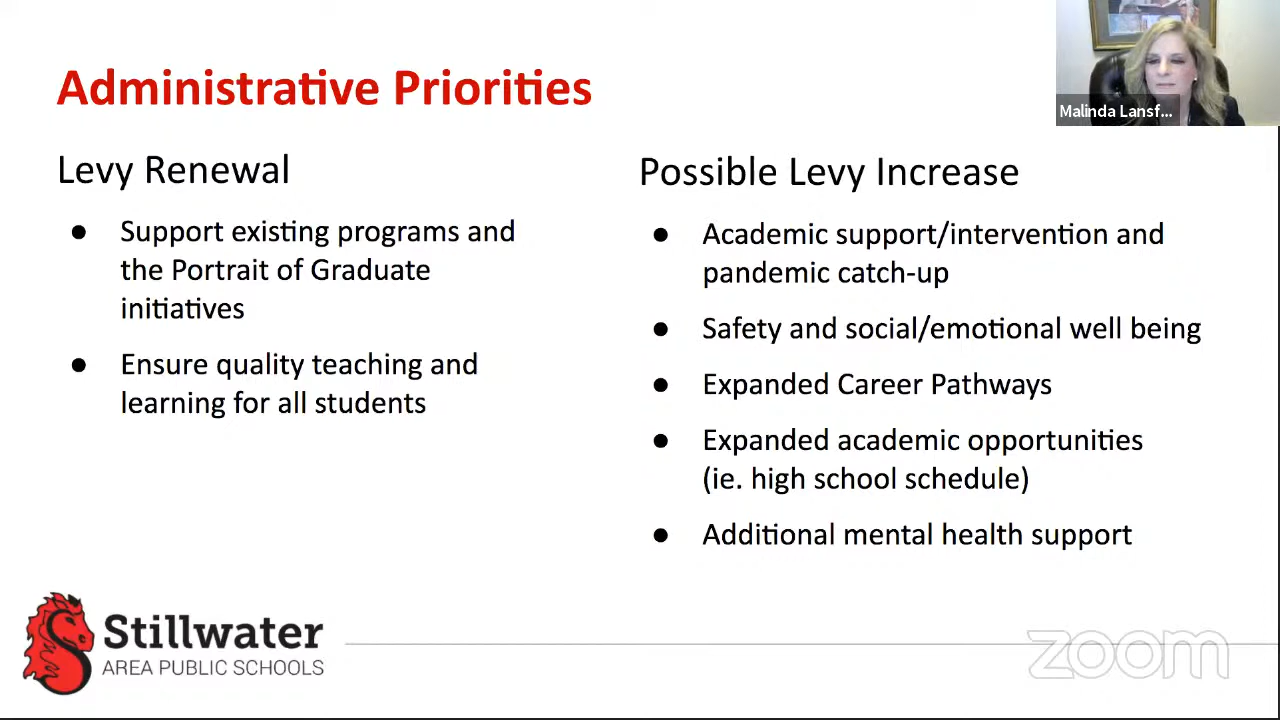 Administrative Priorities
Malinda Lansf...
Levy Renewal
● Support existing programs and
the Portrait of Graduate
initiatives
● Ensure quality teaching and
learning for all students
Possible Levy Increase
● Academic support/intervention and
pandemic catch-up
● Safety and social/emotional well being
● Expanded Career Pathways
● Expanded academic opportunities
(ie. high school schedule)
● Additional mental health support
Stillwater
AREA PUBLIC SCHOOLS
zoom